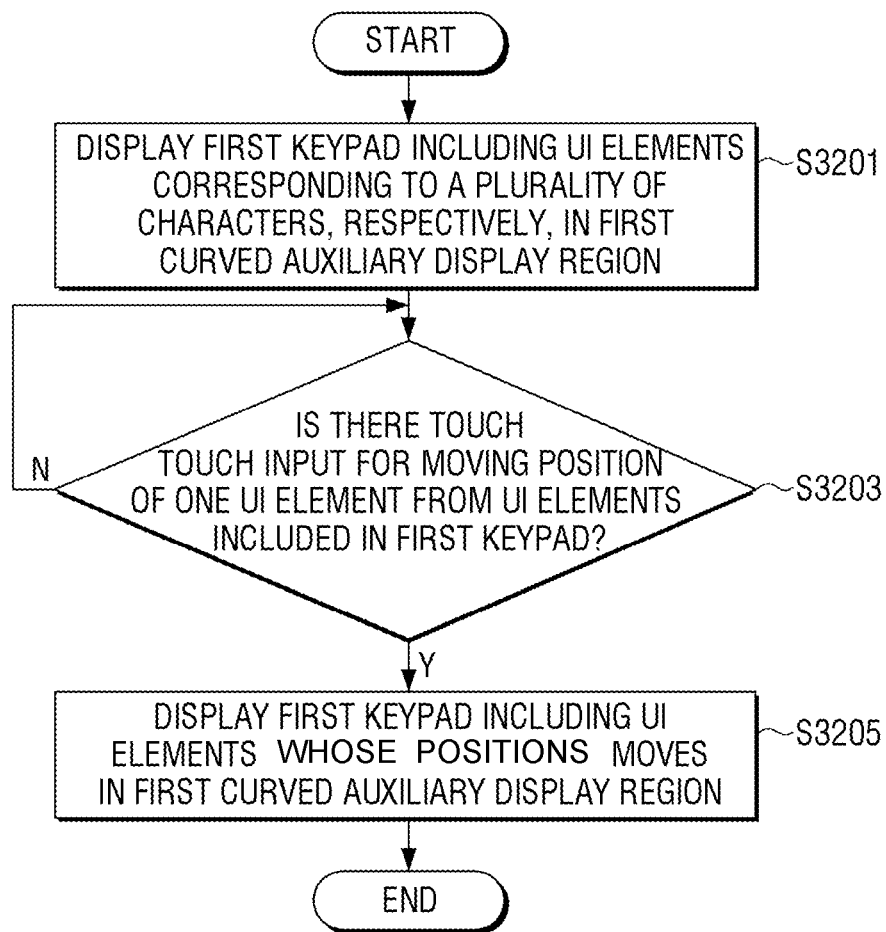 START
DISPLAY FIRST KEYPAD INCLUDING UI ELEMENTS
CORRESPONDING TO A PLURALITY OF
CHARACTERS, RESPECTIVELY, IN FIRST
CURVED AUXILIARY DISPLAY REGION
S3201
IS THERE TOUCH
TOUCH INPUT FOR MOVING POSITION
OF ONE UI ELEMENT FROM UI ELEMENTS
INCLUDED IN FIRST KEYPAD?
N
S3203
Y
DISPLAY FIRST KEYPAD INCLUDING UI
ELEMENTS WHOSE POSITIONS MOVES
IN FIRST CURVED AUXILIARY DISPLAY REGION
S3205
END